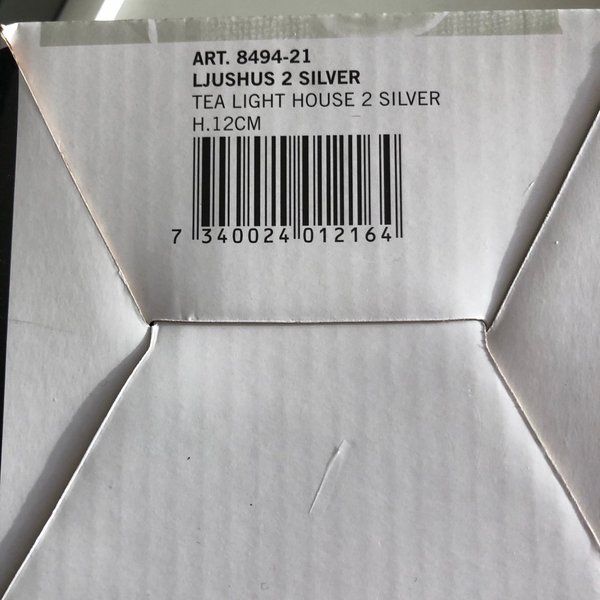 ART. 8494-21
LJUSHUS 2 SILVER
TEA LIGHT HOUSE 2 SILVER
H.12CM
7 340024 012164